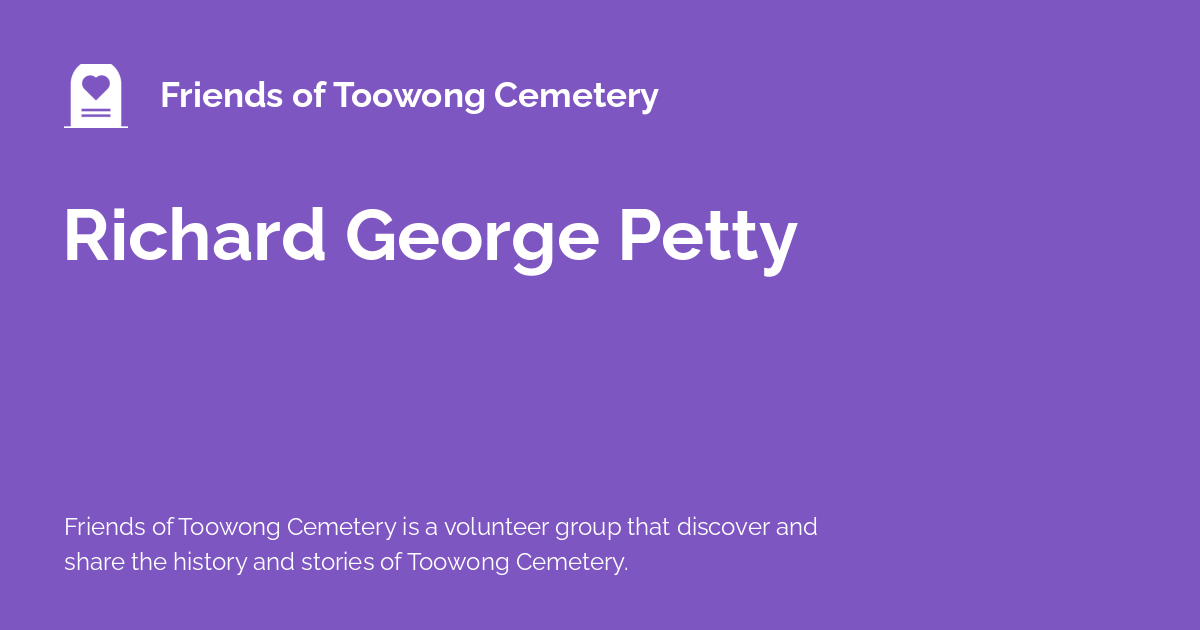 Friends of Toowong Cemetery
Richard George Petty
Friends of Toowong Cemetery is a volunteer group that discover and
share the history and stories of Toowong Cemetery.